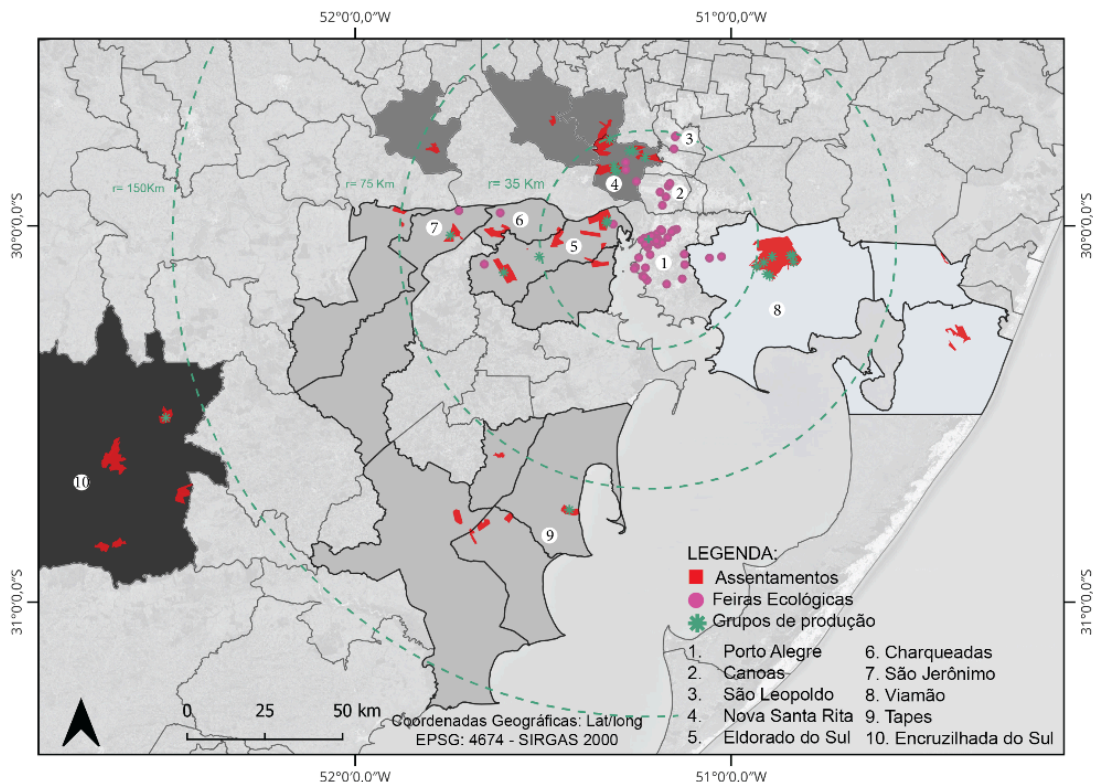 52°0'0,0"W 51°0'0,0"W
3
r= 150Km r= 75 Km r= 35 Km
4
2
30°0'0,0"S 30°0'0,0"S
6
7
5
1
8
10
9
LEGENDA:
Assentamentos
Feiras Ecológicas
Grupos de produção
31°0'0,0"S 31°0'0,0"S
1. Porto Alegre
2. Canoas
3. São Leopoldo
4. Nova Santa Rita
5. Eldorado do Sul
6. Charqueadas
7. São Jerônimo
8. Viamão
9. Tapes
10. Encruzilhada do Sul
0 25 50 km
Coordenadas Geográficas: Lat/long
EPSG: 4674 - SIRGAS 2000
52°0'0,0"W 51°0'0,0"W